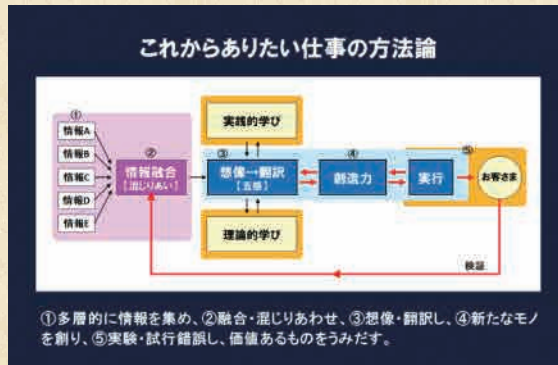 これからありたい仕事の方法論
①
情報A
情報B
情報C
情報D
情報E
②
情報融合
【混じりあい】
実践的学び
③
想像→翻訳
【五感】
理論的学び
④
創造力
実行
⑤
お客さま
検証
①多層的に情報を集め、②融合・混じりあわせ、③想像・翻訳し、④新たなモノ
を創り、⑤実験・試行錯誤し、価値あるものをうみだす。